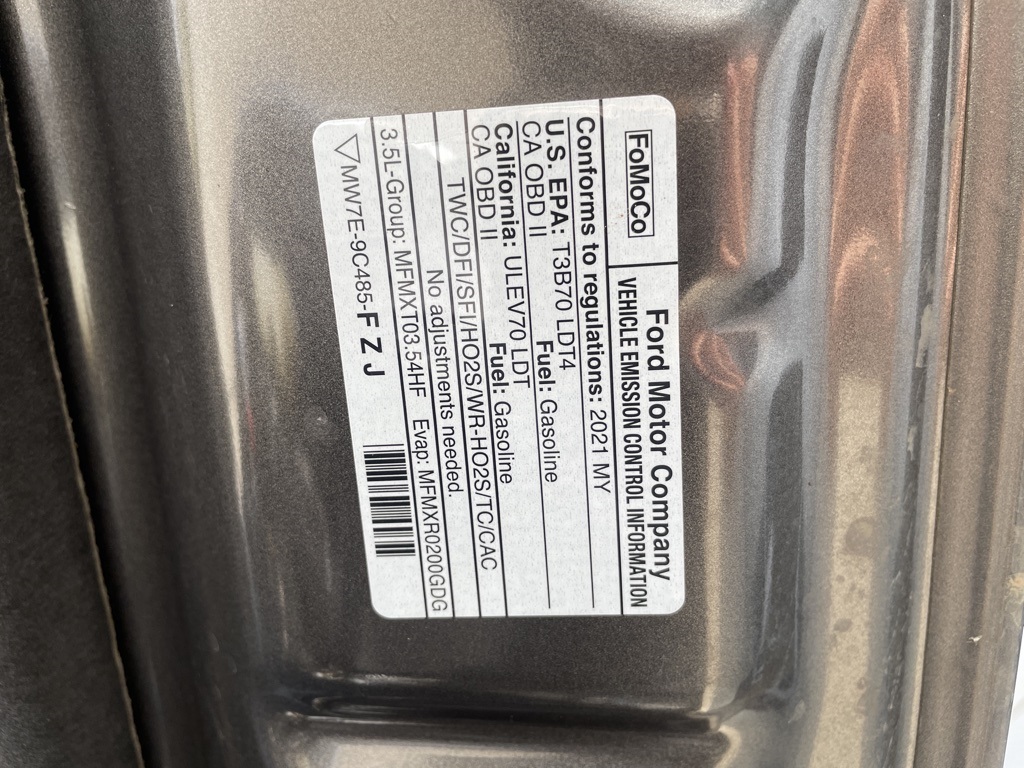 FoMoCo
Ford Motor Company
VEHICLE EMISSION CONTROL INFORMATION
Conforms to regulations: 2021 MY
U.S. EPA: T3B70 LDT4 Fuel: Gasoline
CA OBD II
California: ULEV70 LDT Fuel: Gasoline
CA OBD II
TWC/DFI/SFI/HO2S/WR-HO2S/TC/CAC
No adjustments needed.
3.5L-Group: MFMXT03.54HF Evap: MFMXR0200GDG
MW7E-9C485-F Z J